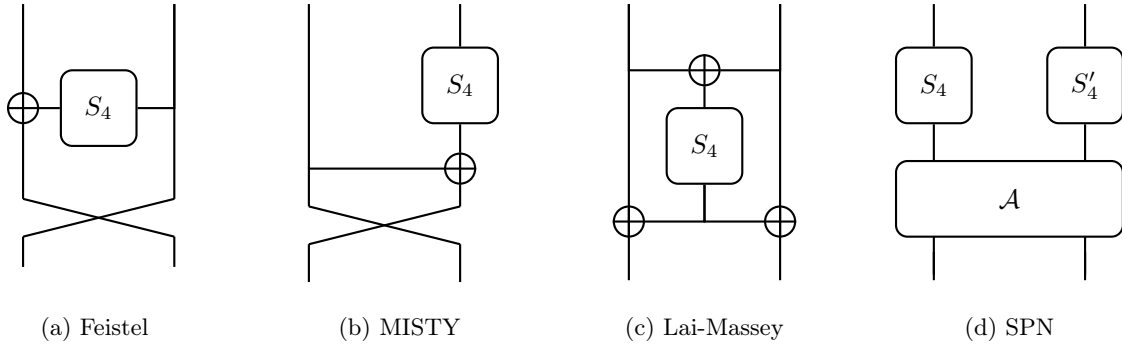 S₄
S₄
S₄
S₄ S′₄
𝒜
(a) Feistel (b) MISTY (c) Lai-Massey (d) SPN